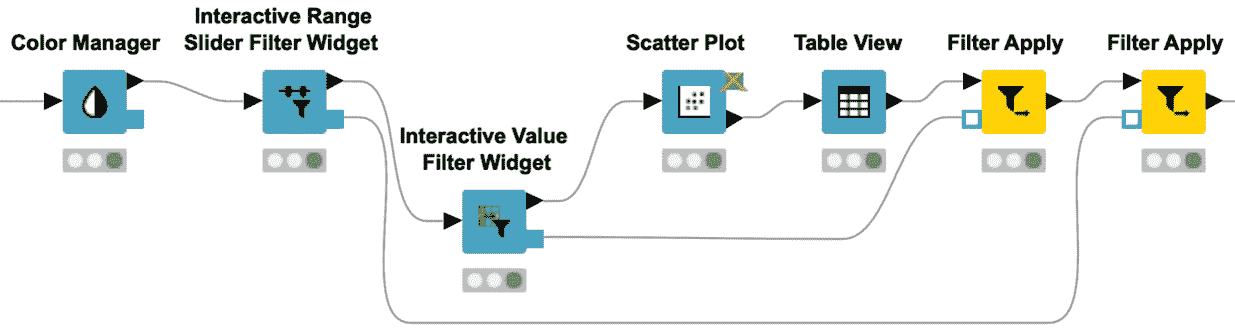 Color Manager
Interactive Range
Slider Filter Widget
Interactive Value
Filter Widget
Scatter Plot
Table View
Filter Apply
Filter Apply